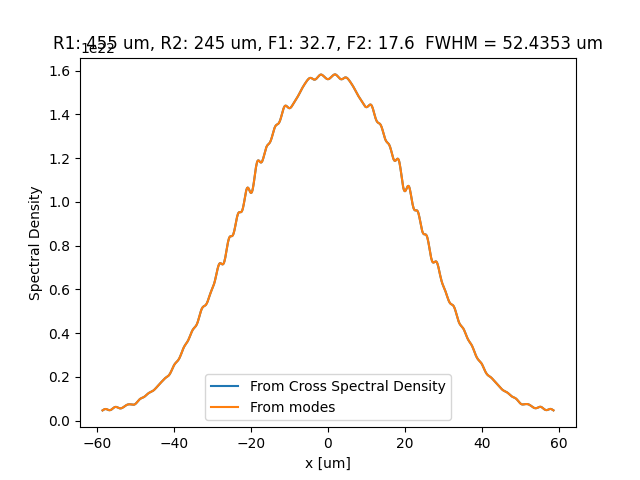 R1: 455 um, R2: 245 um, F1: 32.7, F2: 17.6  FWHM = 52.4353 um
1e22
1.6
1.4
1.2
1.0
0.8
0.6
0.4
0.2
0.0
Spectral Density
From Cross Spectral Density
From modes
−60 −40 −20 0 20 40 60
x [um]